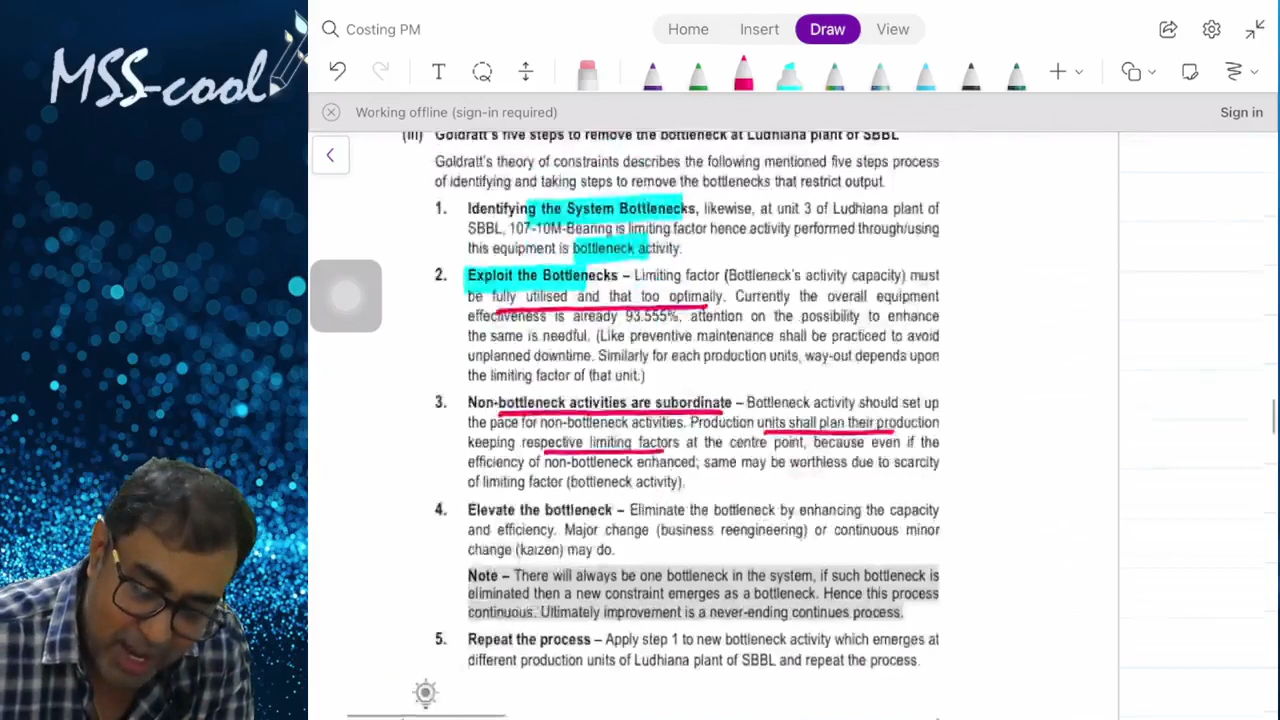 MSS-cool
Costing PM
Home Insert Draw View
Working offline (sign-in required)
Sign in
(iii) Goldratt's five steps to remove the bottleneck at Ludhiana plant of SBBL
Goldratt's theory of constraints describes the following mentioned five steps process
of identifying and taking steps to remove the bottlenecks that restrict output.
1. Identifying the System Bottlenecks, likewise, at unit 3 of Ludhiana plant of
SBBL, 107-10M-Bearing is limiting factor hence activity performed through/using
this equipment is bottleneck activity.
2. Exploit the Bottlenecks – Limiting factor (Bottleneck's activity capacity) must
be fully utilised and that too optimally. Currently the overall equipment
effectiveness is already 93.555%, attention on the possibility to enhance
the same is needful. (Like preventive maintenance shall be practiced to avoid
unplanned downtime. Similarly for each production units, way-out depends upon
the limiting factor of that unit.)
3. Non-bottleneck activities are subordinate – Bottleneck activity should set up
the pace for non-bottleneck activities. Production units shall plan their production
keeping respective limiting factors at the centre point, because even if the
efficiency of non-bottleneck enhanced; same may be worthless due to scarcity
of limiting factor (bottleneck activity).
4. Elevate the bottleneck – Eliminate the bottleneck by enhancing the capacity
and efficiency. Major change (business reengineering) or continuous minor
change (kaizen) may do.
Note – There will always be one bottleneck in the system, if such bottleneck is
eliminated then a new constraint emerges as a bottleneck. Hence this process
continuous. Ultimately improvement is a never-ending continues process.
5. Repeat the process – Apply step 1 to new bottleneck activity which emerges at
different production units of Ludhiana plant of SBBL and repeat the process.